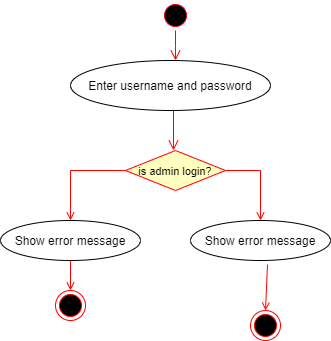 Enter username and password
is admin login?
Show error message
Show error message